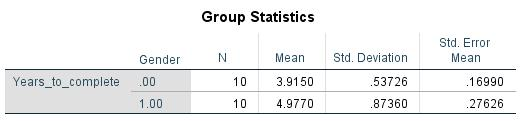 Group Statistics
Gender N Mean Std. Deviation Std. Error Mean
Years_to_complete .00 10 3.9150 .53726 .16990
1.00 10 4.9770 .87360 .27626